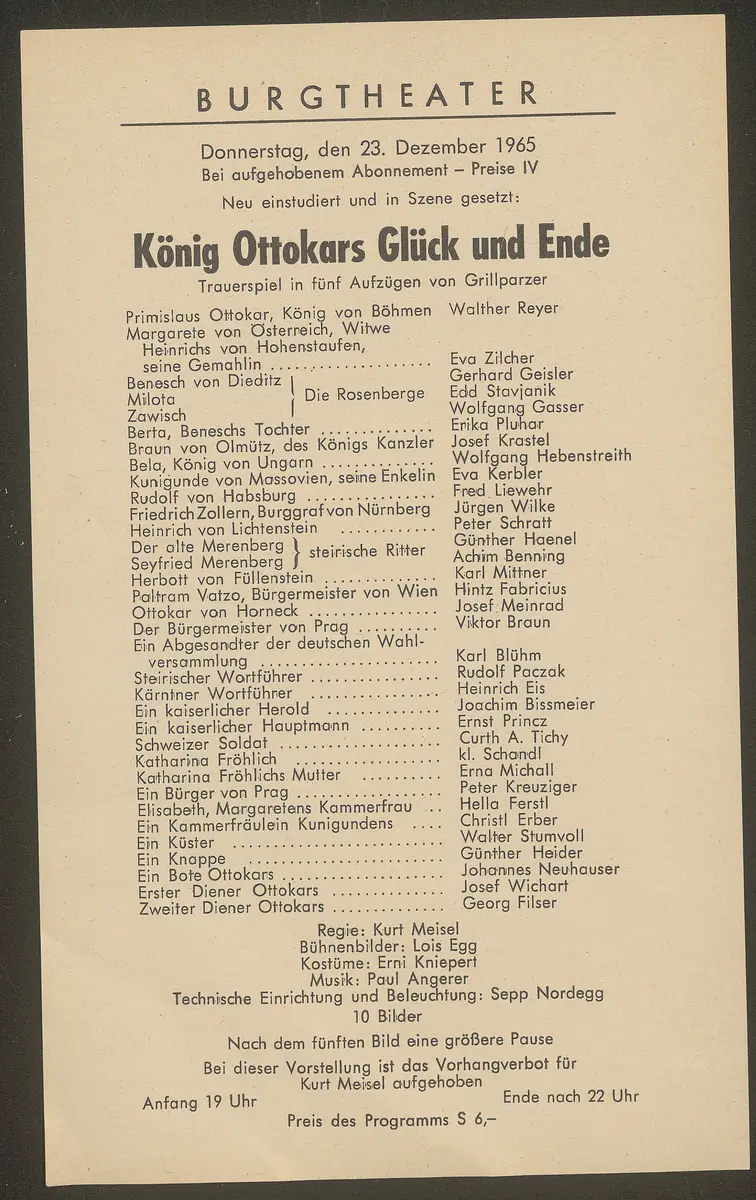 BURGTHEATER
Donnerstag, den 23. Dezember 1965
Bei aufgehobenem Abonnement – Preise IV
Neu einstudiert und in Szene gesetzt:
König Ottokars Glück und Ende
Trauerspiel in fünf Aufzügen von Grillparzer
Primislaus Ottokar, König von Böhmen Walther Reyer
Margarete von Österreich, Witwe
Heinrichs von Hohenstaufen,
seine Gemahlin .................... Eva Zilcher
Benesch von Dieditz Gerhard Geisler
Milota } Die Rosenberge Edd Stavjanik
Zawisch Wolfgang Gasser
Berta, Beneschs Tochter .............. Erika Pluhar
Braun von Olmütz, des Königs Kanzler Josef Krastel
Bela, König von Ungarn .............. Wolfgang Hebenstreith
Kunigunde von Massovien, seine Enkelin Eva Kerbler
Rudolf von Habsburg ................ Fred Liewehr
Friedrich Zollern, Burggraf von Nürnberg Jürgen Wilke
Heinrich von Lichtenstein ............ Peter Schratt
Der alte Merenberg } steirische Ritter Günther Haenel
Seyfried Merenberg Achim Benning
Herbott von Füllenstein .............. Karl Mittner
Paltram Vatzo, Bürgermeister von Wien Hintz Fabricius
Ottokar von Horneck ................ Josef Meinrad
Der Bürgermeister von Prag .......... Viktor Braun
Ein Abgesandter der deutschen Wahl-
versammlung ...................... Karl Blühm
Steirischer Wortführer ................ Rudolf Paczak
Kärntner Wortführer ................ Heinrich Eis
Ein kaiserlicher Herold .............. Joachim Bissmeier
Ein kaiserlicher Hauptmann .......... Ernst Princz
Schweizer Soldat .................... Curth A. Tichy
Katharina Fröhlich .................. kl. Schandl
Katharina Fröhlichs Mutter .......... Erna Michall
Ein Bürger von Prag .................. Peter Kreuziger
Elisabeth, Margaretens Kammerfrau .. Hella Ferstl
Ein Kammerfräulein Kunigundens .... Christl Erber
Ein Küster .......................... Walter Stumvoll
Ein Knappe ........................ Günther Heider
Ein Bote Ottokars .................... Johannes Neuhauser
Erster Diener Ottokars .............. Josef Wichart
Zweiter Diener Ottokars .............. Georg Filser
Regie: Kurt Meisel
Bühnenbilder: Lois Egg
Kostüme: Erni Kniepert
Musik: Paul Angerer
Technische Einrichtung und Beleuchtung: Sepp Nordegg
10 Bilder
Nach dem fünften Bild eine größere Pause
Bei dieser Vorstellung ist das Vorhangverbot für
Kurt Meisel aufgehoben
Anfang 19 Uhr Ende nach 22 Uhr
Preis des Programms S 6,–